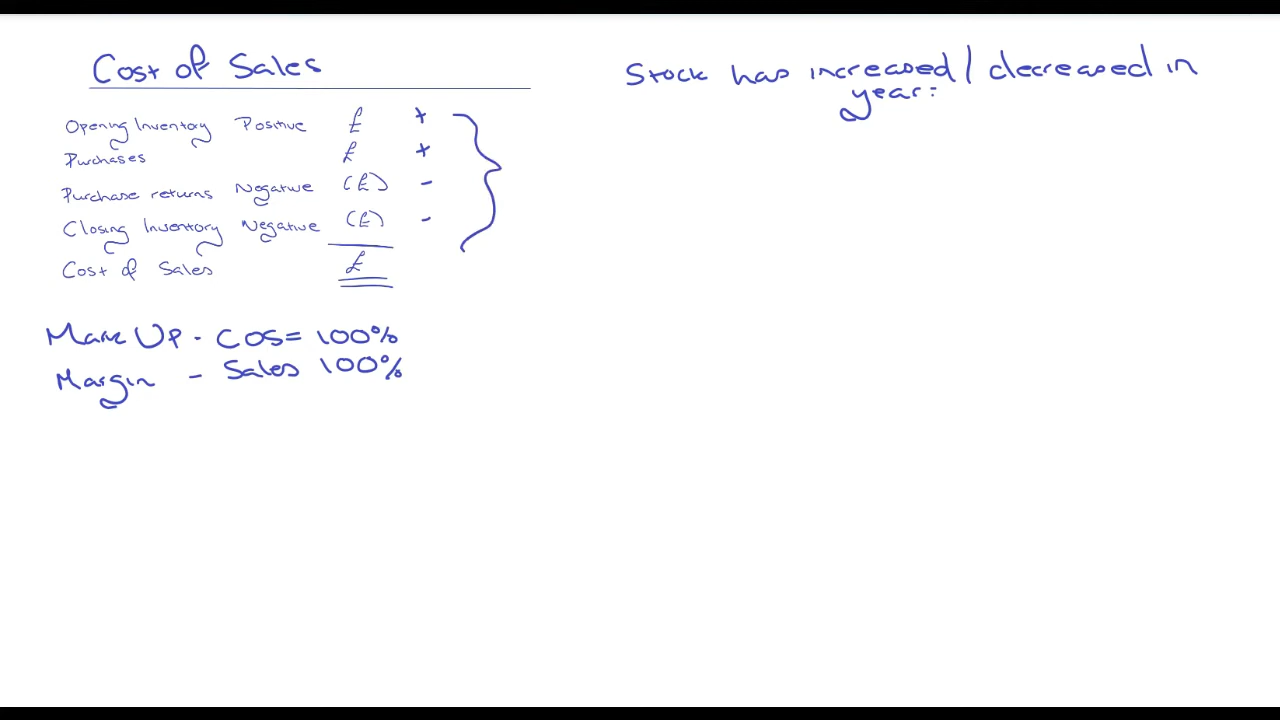 Cost of Sales
Opening Inventory Positive £ +
Purchases £ +
Purchase returns Negative (£) -
Closing Inventory Negative (£) -
Cost of Sales £
Mark Up - COS = 100%
Margin - Sales 100%
Stock has increased / decreased in
year: